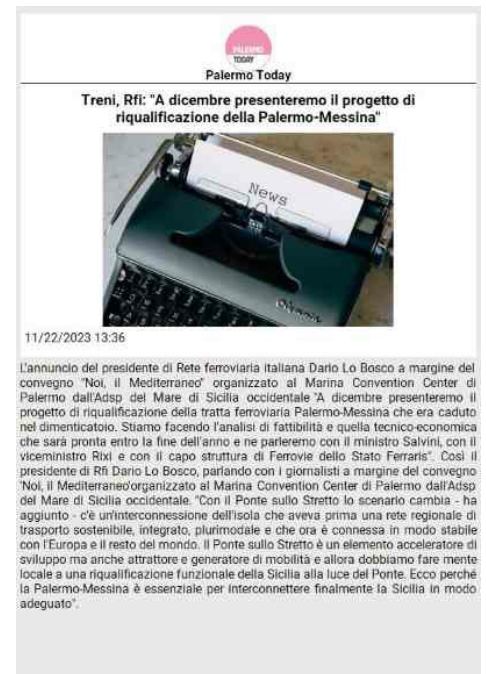 PALERMO
TODAY
Palermo Today
Treni, Rfi: "A dicembre presenteremo il progetto di
riqualificazione della Palermo-Messina"
News
Olympia
11/22/2023 13:36
L'annuncio del presidente di Rete ferroviaria italiana Dario Lo Bosco a margine del
convegno "Noi, il Mediterraneo" organizzato al Marina Convention Center di
Palermo dall'Adsp del Mare di Sicilia occidentale "A dicembre presenteremo il
progetto di riqualificazione della tratta ferroviaria Palermo-Messina che era caduto
nel dimenticatoio. Stiamo facendo l'analisi di fattibilità e quella tecnico-economica
che sarà pronta entro la fine dell'anno e ne parleremo con il ministro Salvini, con il
viceministro Rixi e con il capo struttura di Ferrovie dello Stato Ferraris". Così il
presidente di Rfi Dario Lo Bosco, parlando con i giornalisti a margine del convegno
'Noi, il Mediterraneo'organizzato al Marina Convention Center di Palermo dall'Adsp
del Mare di Sicilia occidentale. "Con il Ponte sullo Stretto lo scenario cambia - ha
aggiunto - c'è un'interconnessione dell'isola che aveva prima una rete regionale di
trasporto sostenibile, integrato, plurimodale e che ora è connessa in modo stabile
con l'Europa e il resto del mondo. Il Ponte sullo Stretto è un elemento acceleratore di
sviluppo ma anche attrattore e generatore di mobilità e allora dobbiamo fare mente
locale a una riqualificazione funzionale della Sicilia alla luce del Ponte. Ecco perché
la Palermo-Messina è essenziale per interconnettere finalmente la Sicilia in modo
adeguato".